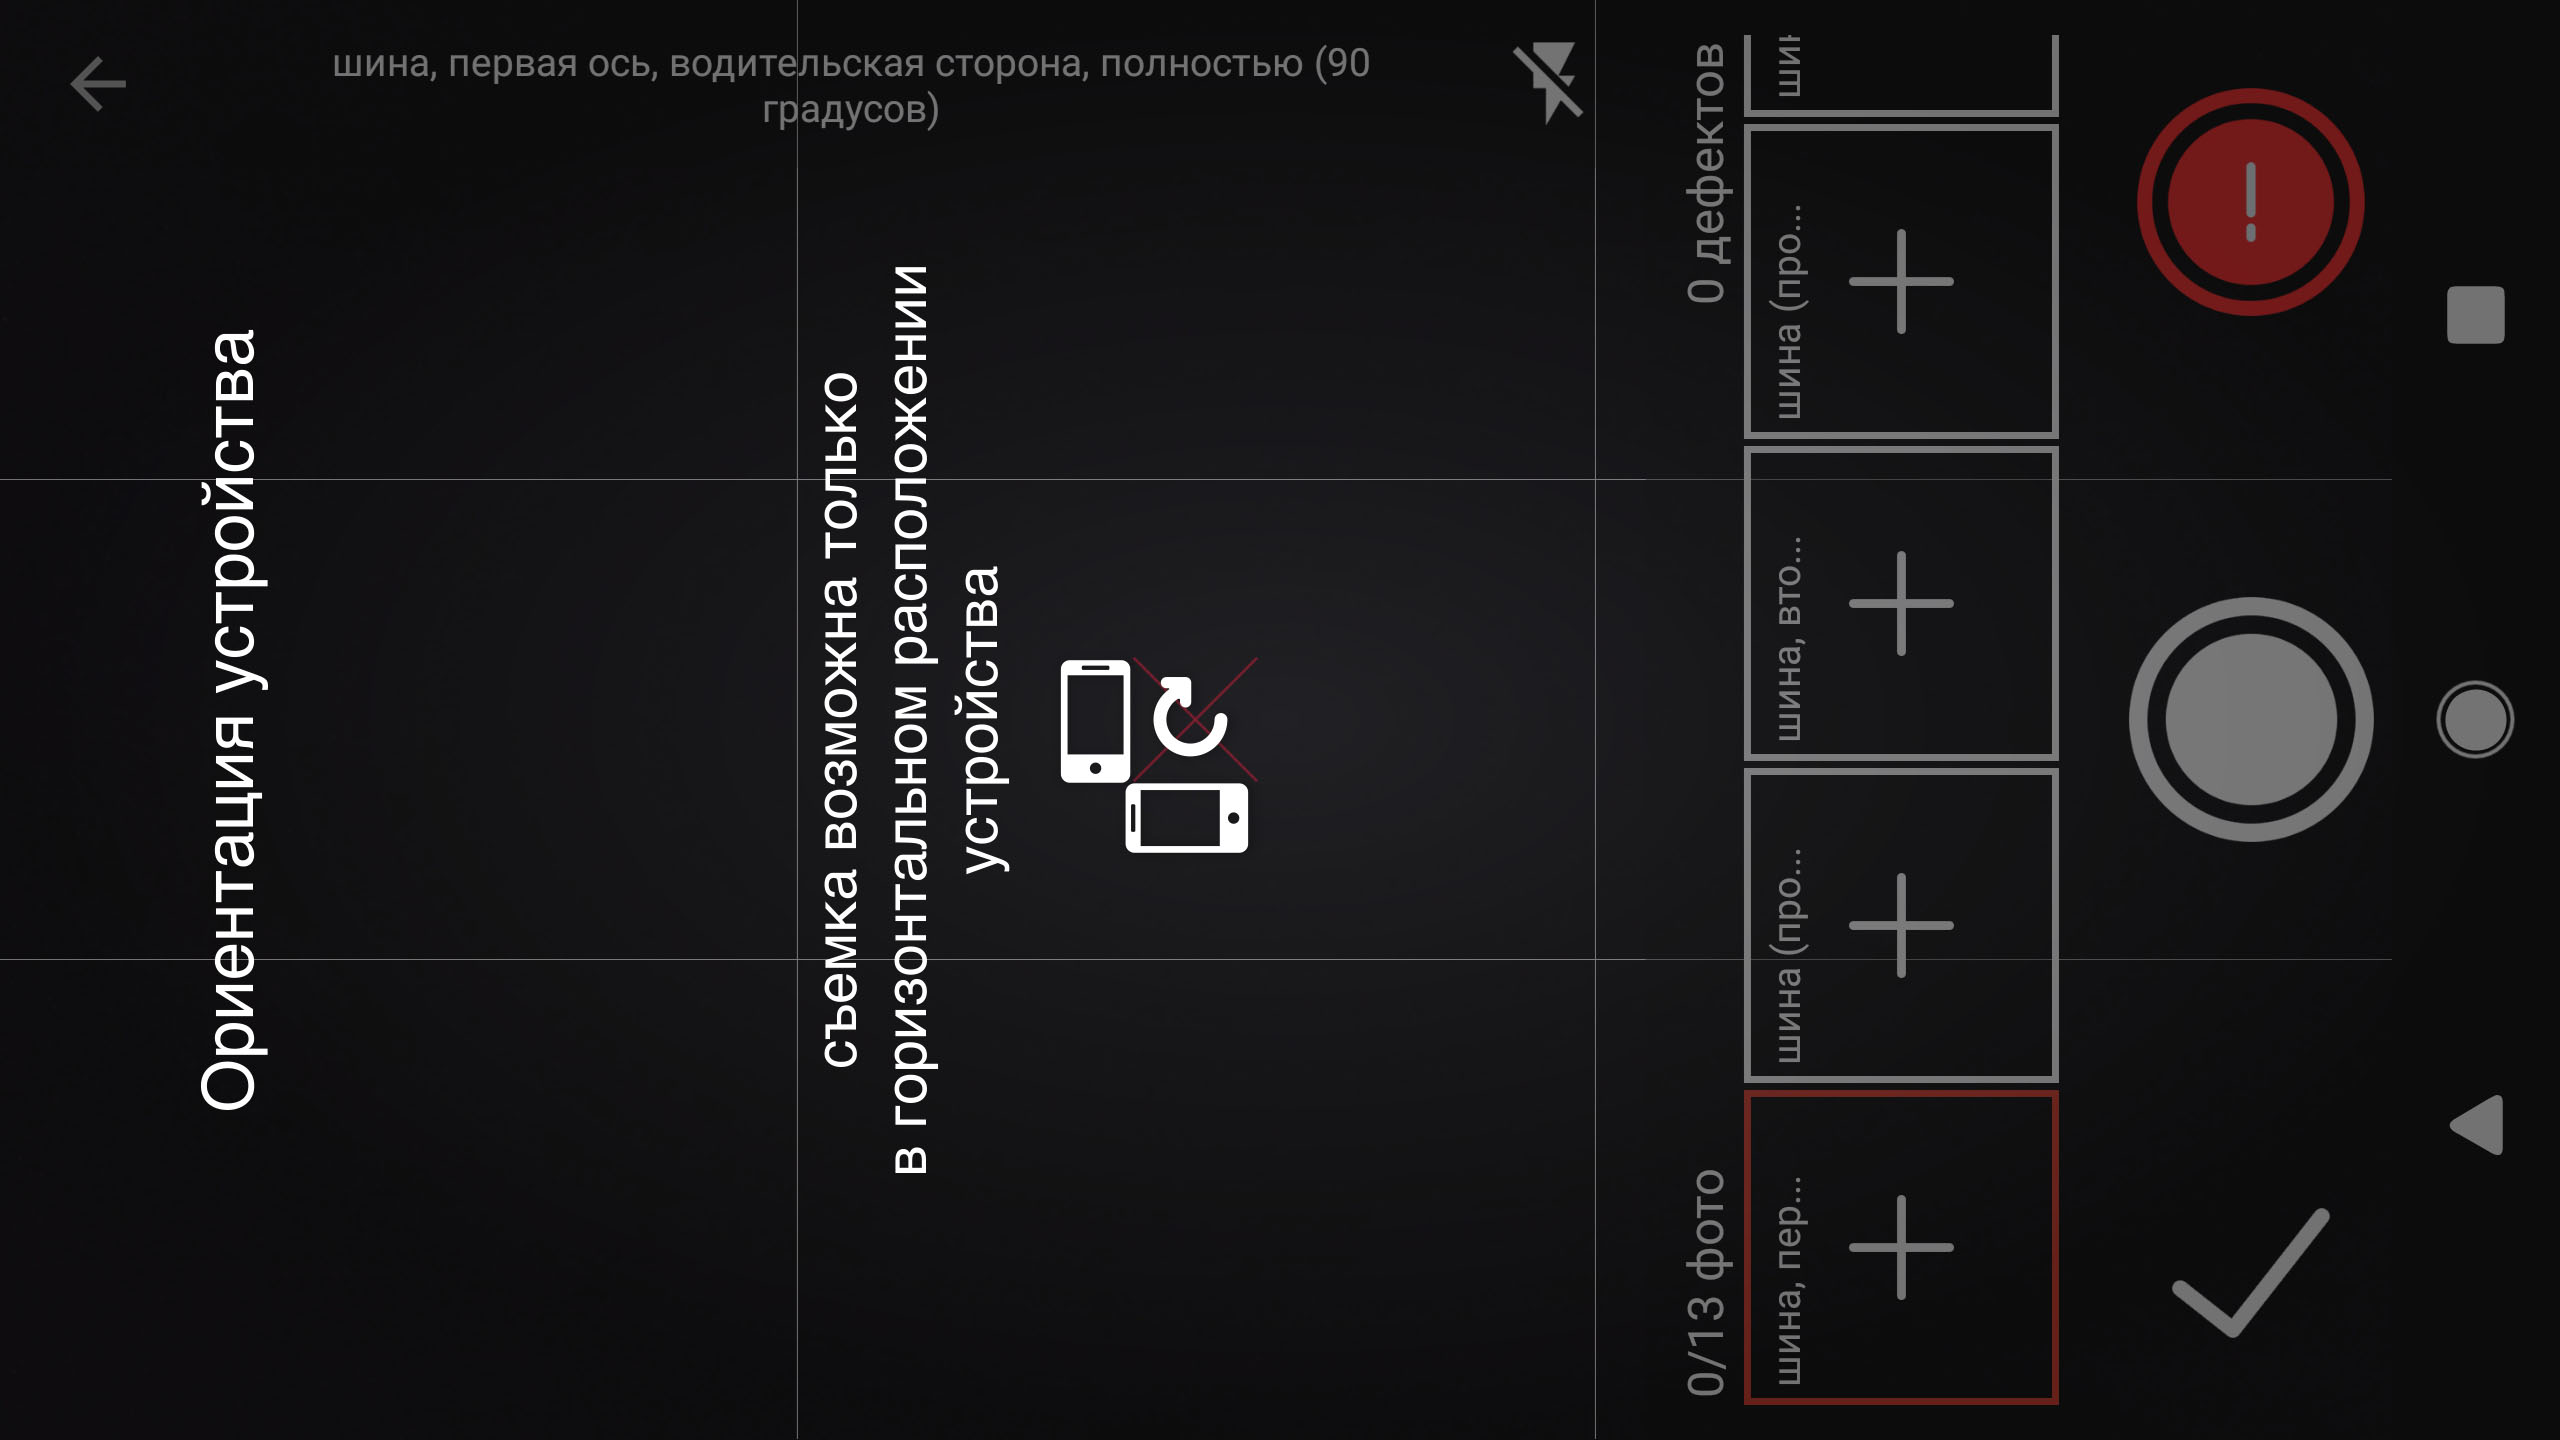 шина, первая ось, водительская сторона, полностью (90
градусов)
Ориентация устройства
съемка возможна только
в горизонтальном расположении
устройства
0/13 фото
0 дефектов
шина, пер...
шина (про...
шина, вто...
шина (про...